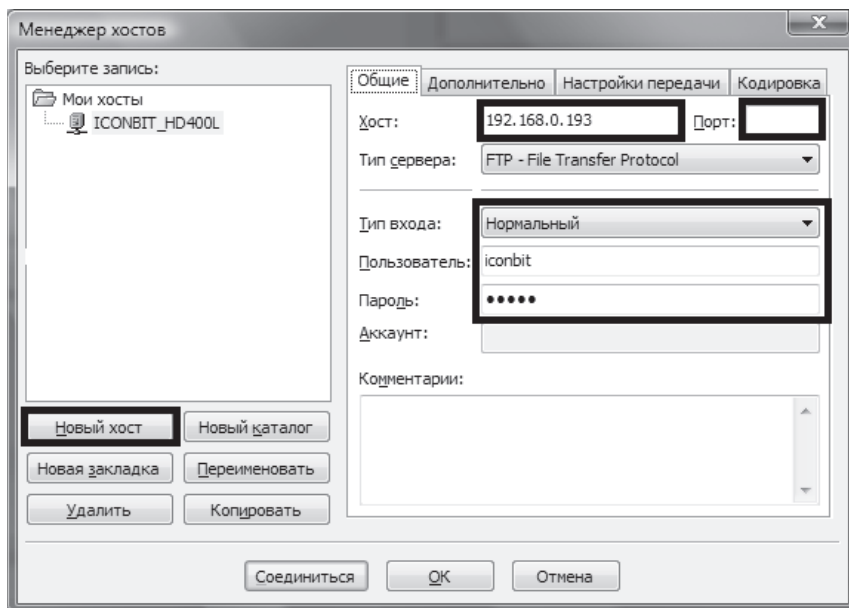 Менеджер хостов
x
Выберите запись:
Мои хосты
ICONBIT_HD400L
Новый хост
Новый каталог
Новая закладка
Переименовать
Удалить
Копировать
Общие
Дополнительно
Настройки передачи
Кодировка
Хост: 192.168.0.193 Порт:
Тип сервера: FTP - File Transfer Protocol
Тип входа: Нормальный
Пользователь: iconbit
Пароль: •••••
Аккаунт:
Комментарии:
Соединиться
OK
Отмена